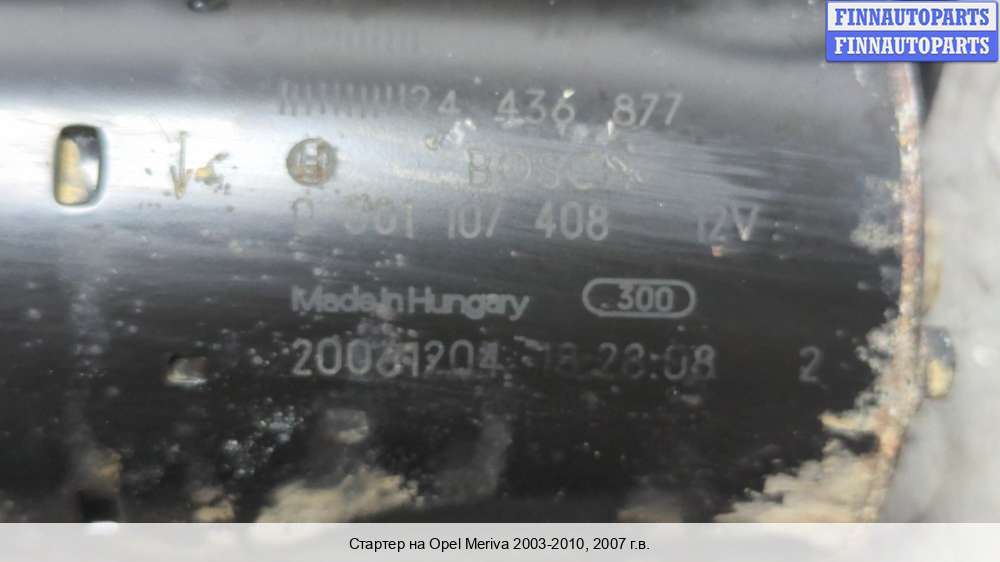 FINNAUTOPARTS
FINNAUTOPARTS
24 436 877
BOSCH
0 001 107 408 12V
Made in Hungary 300
20061204 18:28:08 2
Стартер на Opel Meriva 2003-2010, 2007 г.в.